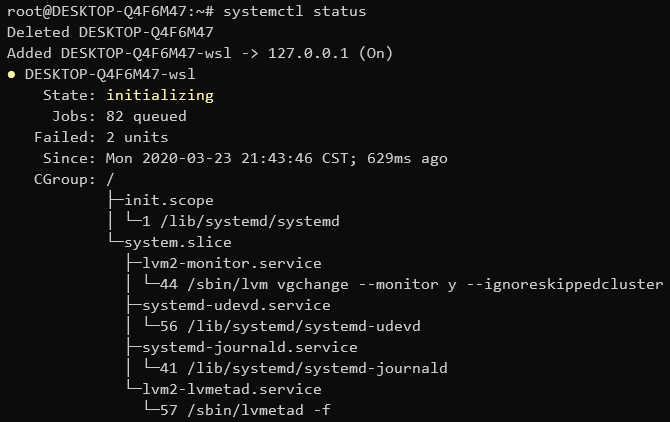 root@DESKTOP-Q4F6M47:~# systemctl status
Deleted DESKTOP-Q4F6M47
Added DESKTOP-Q4F6M47-wsl -> 127.0.0.1 (On)
● DESKTOP-Q4F6M47-wsl
    State: initializing
     Jobs: 82 queued
   Failed: 2 units
    Since: Mon 2020-03-23 21:43:46 CST; 629ms ago
   CGroup: /
           ├─init.scope
           │ └─1 /lib/systemd/systemd
           └─system.slice
             ├─lvm2-monitor.service
             │ └─44 /sbin/lvm vgchange --monitor y --ignoreskippedcluster
             ├─systemd-udevd.service
             │ └─56 /lib/systemd/systemd-udevd
             ├─systemd-journald.service
             │ └─41 /lib/systemd/systemd-journald
             └─lvm2-lvmetad.service
               └─57 /sbin/lvmetad -f